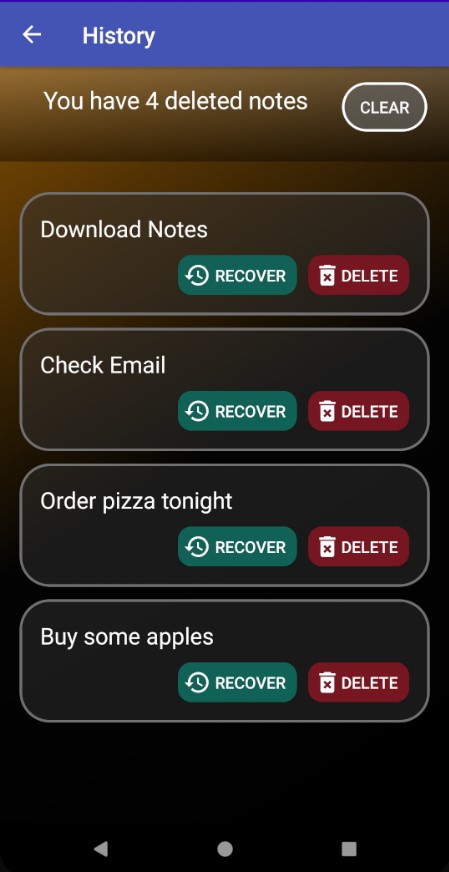 History
You have 4 deleted notes
CLEAR
Download Notes
RECOVER DELETE
Check Email
RECOVER DELETE
Order pizza tonight
RECOVER DELETE
Buy some apples
RECOVER DELETE